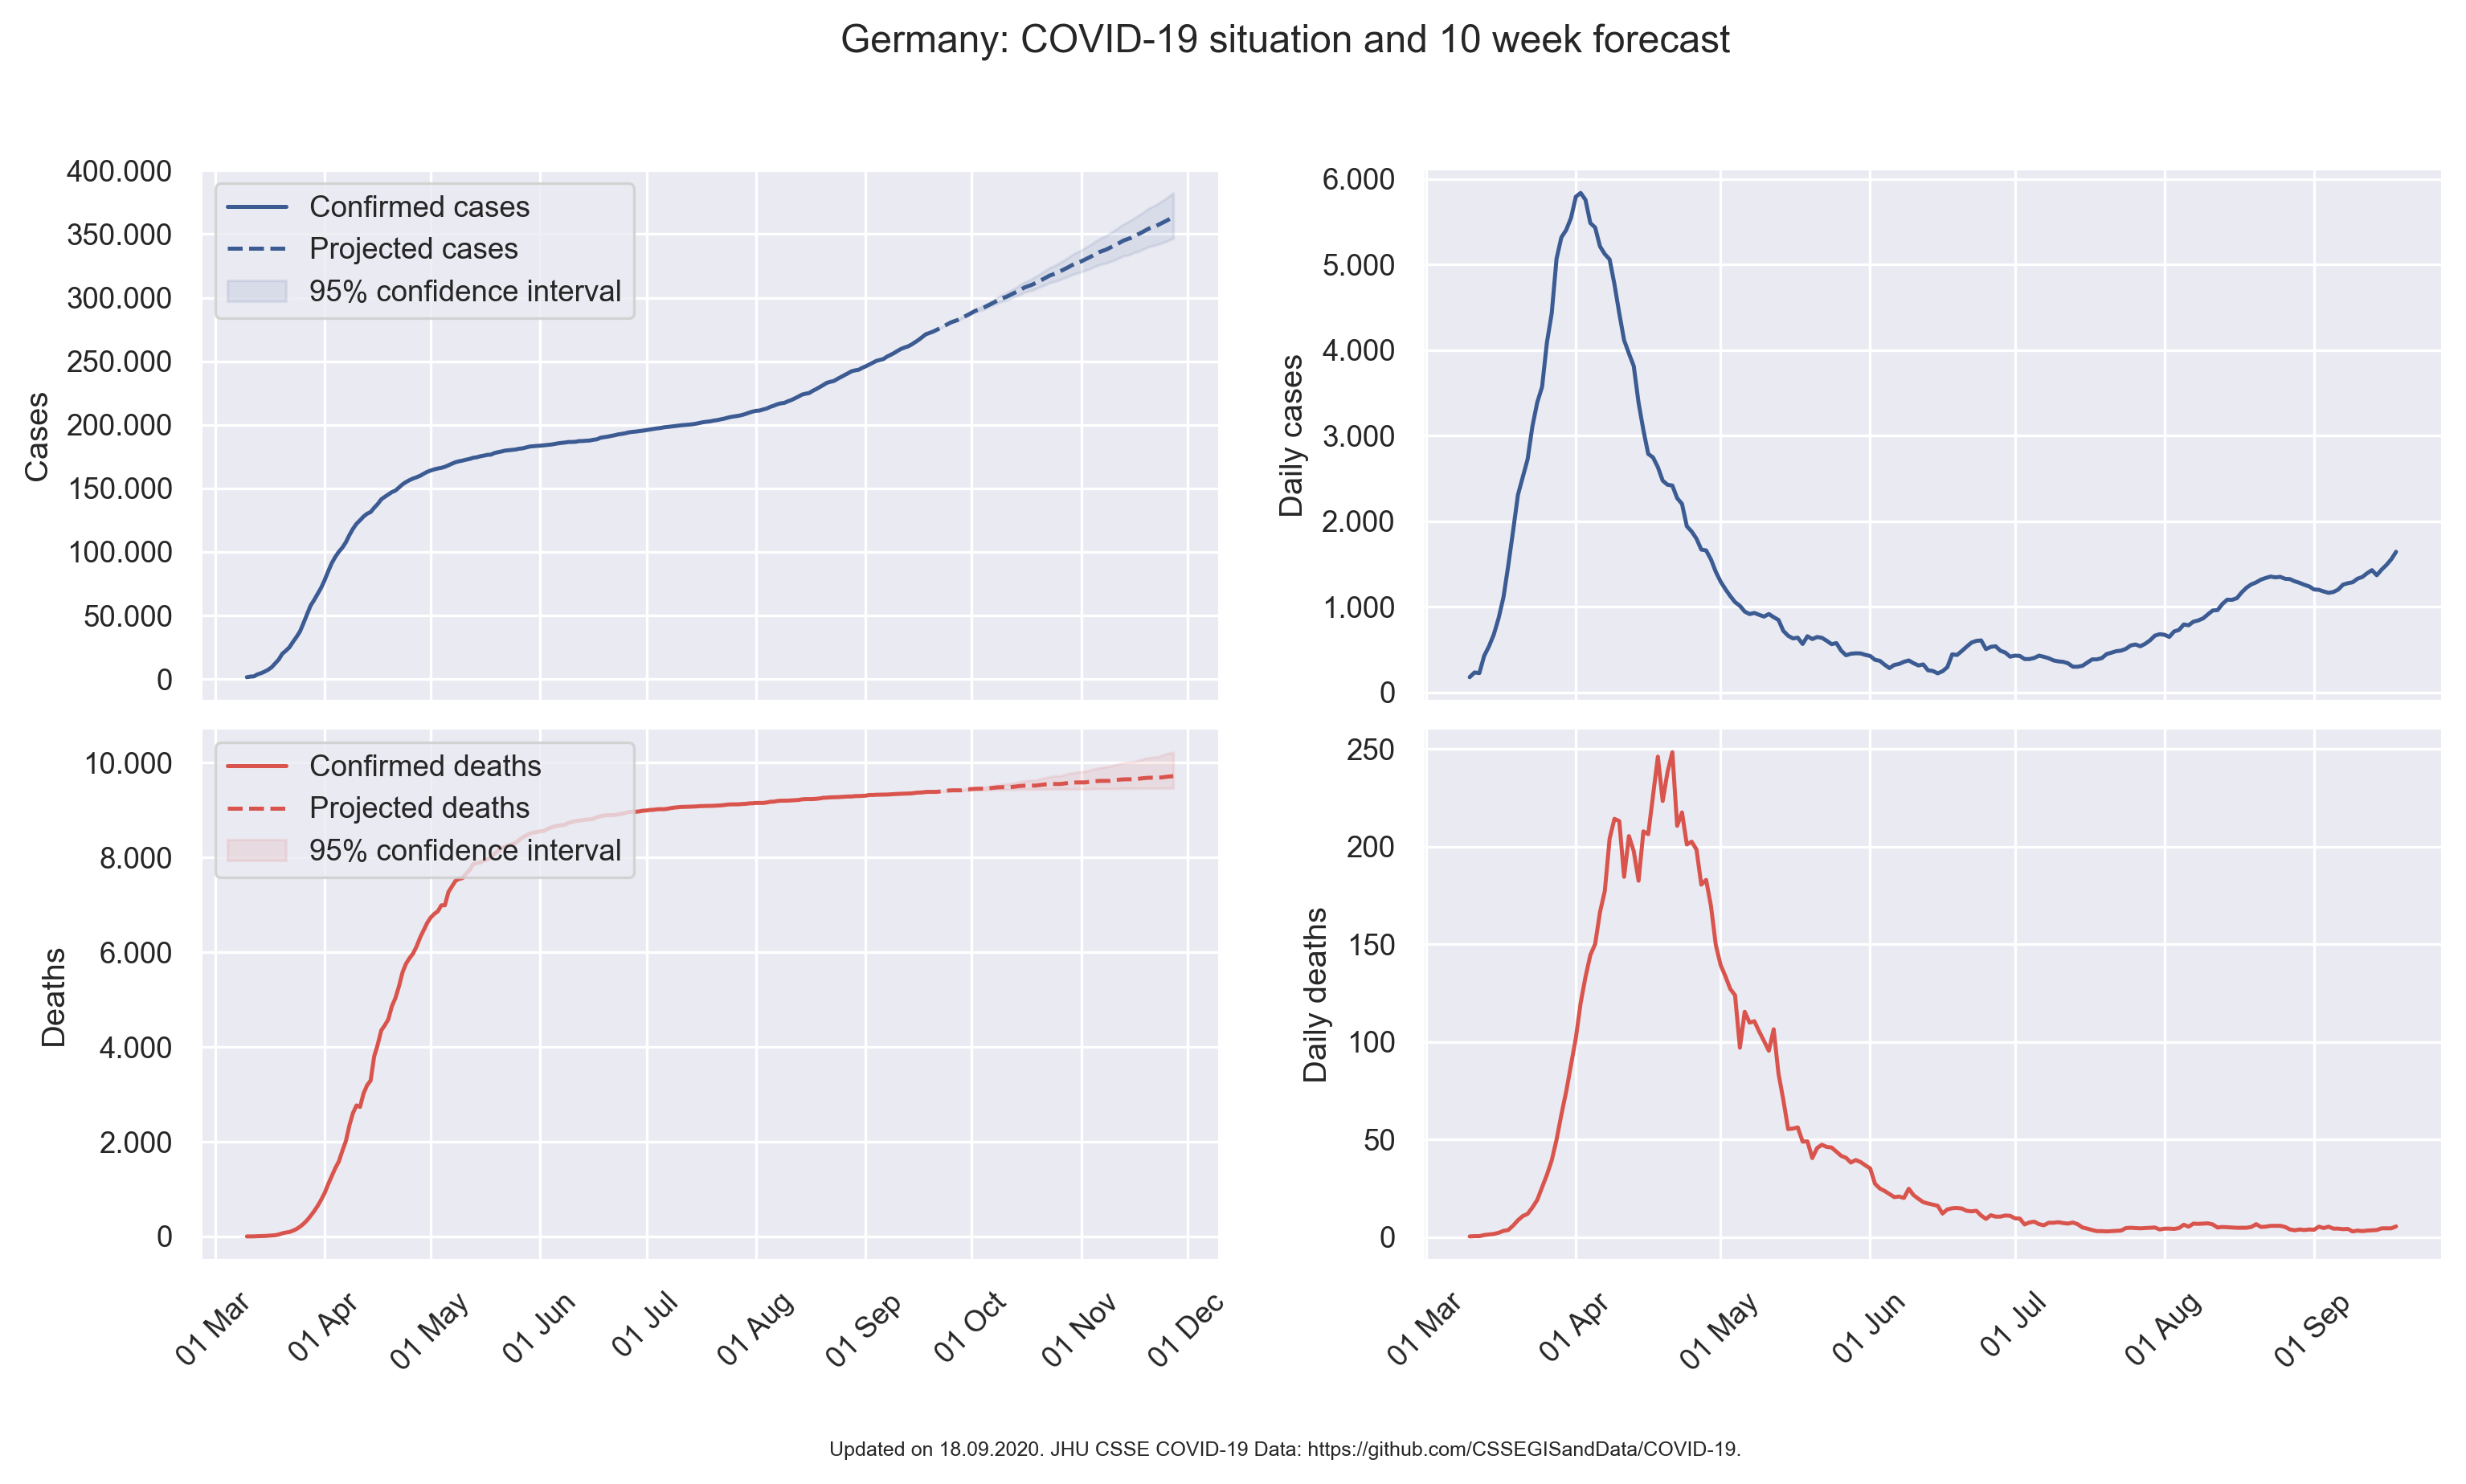 Germany: COVID-19 situation and 10 week forecast
400.000
350.000
300.000
250.000
200.000
150.000
100.000
50.000
0
Cases
Confirmed cases
Projected cases
95% confidence interval
6.000
5.000
4.000
3.000
2.000
1.000
0
Daily cases
10.000
8.000
6.000
4.000
2.000
0
Deaths
Confirmed deaths
Projected deaths
95% confidence interval
01 Mar
01 Apr
01 May
01 Jun
01 Jul
01 Aug
01 Sep
01 Oct
01 Nov
01 Dec
250
200
150
100
50
0
Daily deaths
01 Mar
01 Apr
01 May
01 Jun
01 Jul
01 Aug
01 Sep
Updated on 18.09.2020. JHU CSSE COVID-19 Data: https://github.com/CSSEGISandData/COVID-19.